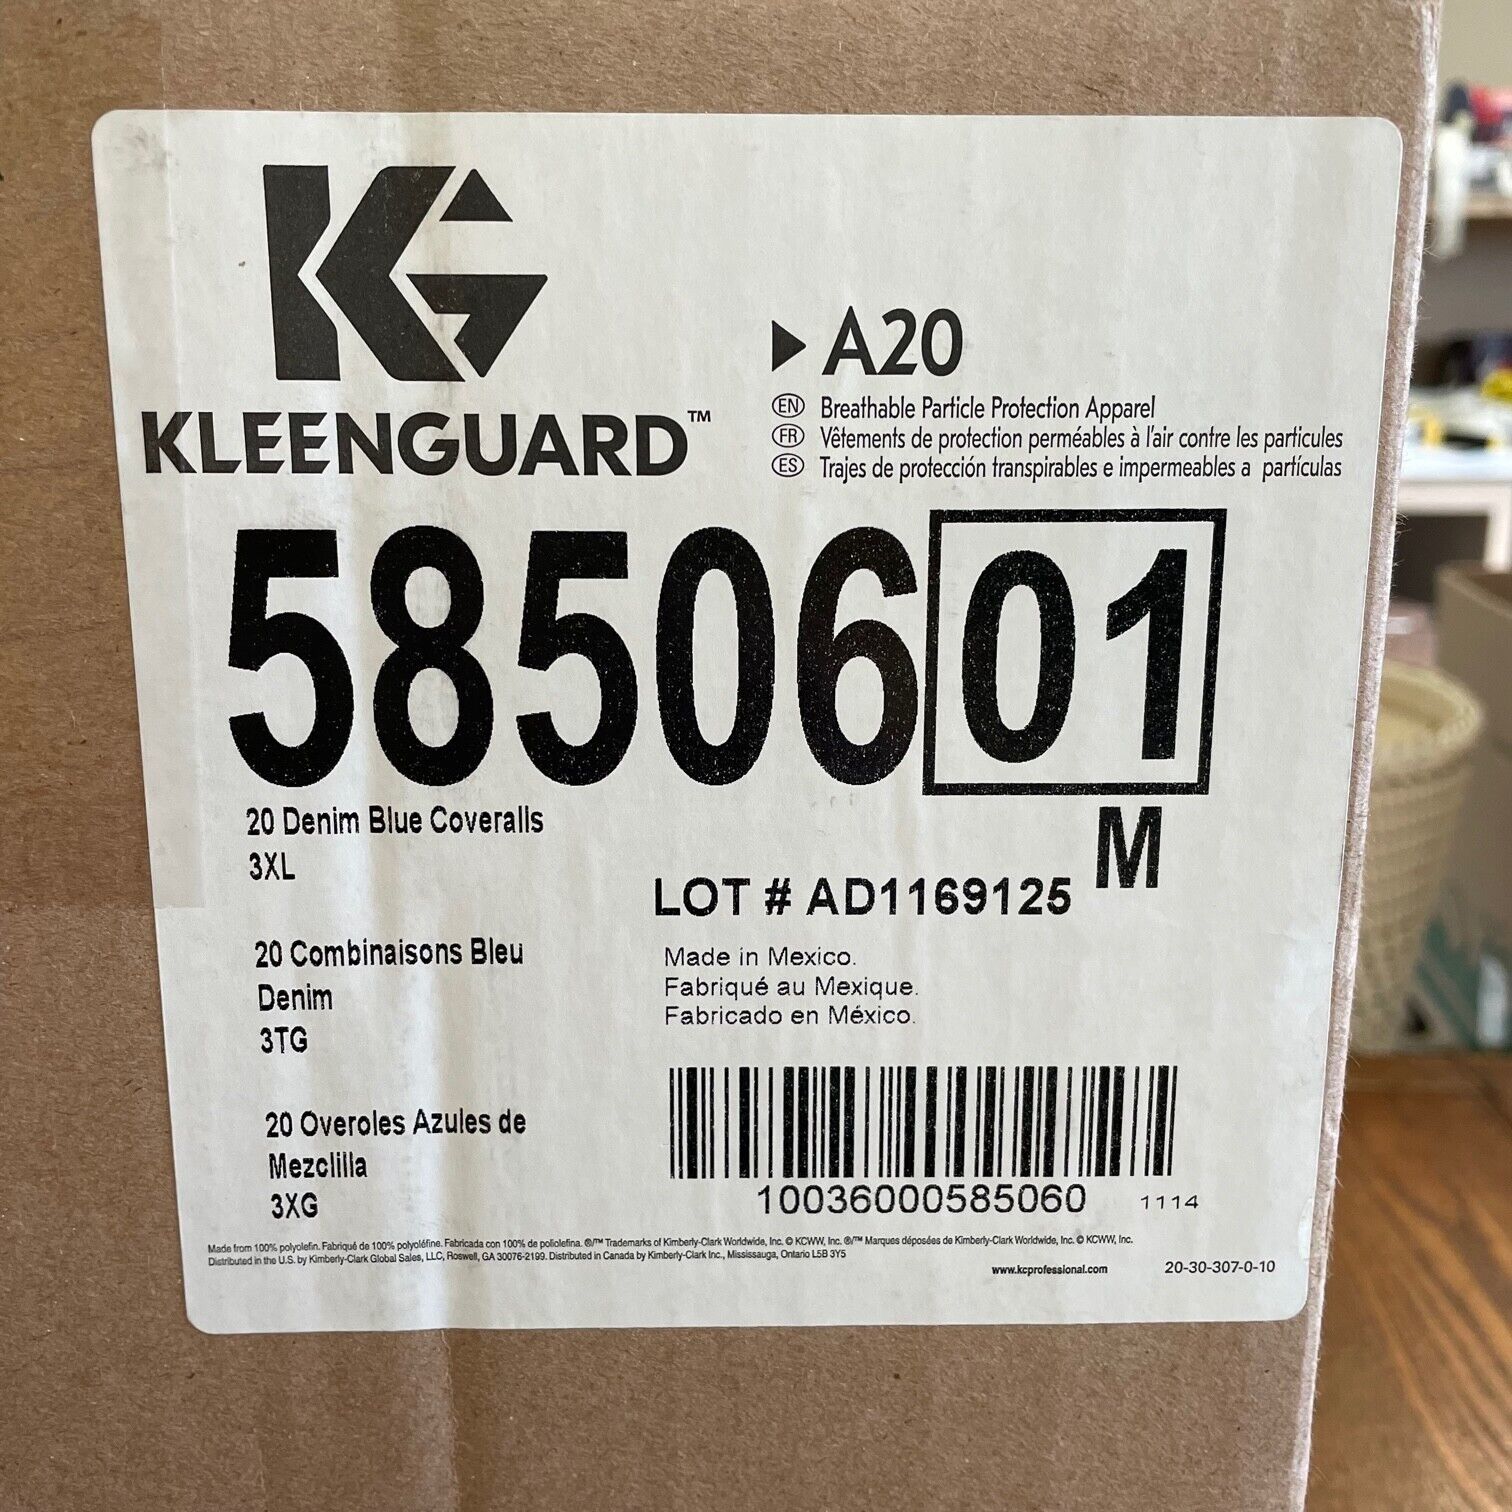 KG
KLEENGUARD™
A20
EN Breathable Particle Protection Apparel
FR Vêtements de protection perméables à l'air contre les particules
ES Trajes de protección transpirables e impermeables a partículas
58506 01
M
20 Denim Blue Coveralls
3XL
LOT # AD1169125
20 Combinaisons Bleu
Denim
3TG
Made in Mexico.
Fabriqué au Mexique.
Fabricado en México.
20 Overoles Azules de
Mezclilla
3XG
10036000585060 1114
Made from 100% polyolefin. Fabriqué de 100% polyoléfine. Fabricada con 100% de poliolefina. ®/™ Trademarks of Kimberly-Clark Worldwide, Inc. © KCWW, Inc. ®/™ Marques déposées de Kimberly-Clark Worldwide, Inc. © KCWW, Inc.
Distributed in the U.S. by Kimberly-Clark Global Sales, LLC, Roswell, GA 30076-2199. Distributed in Canada by Kimberly-Clark Inc., Mississauga, Ontario L5B 3Y5
www.kcprofessional.com 20-30-307-0-10